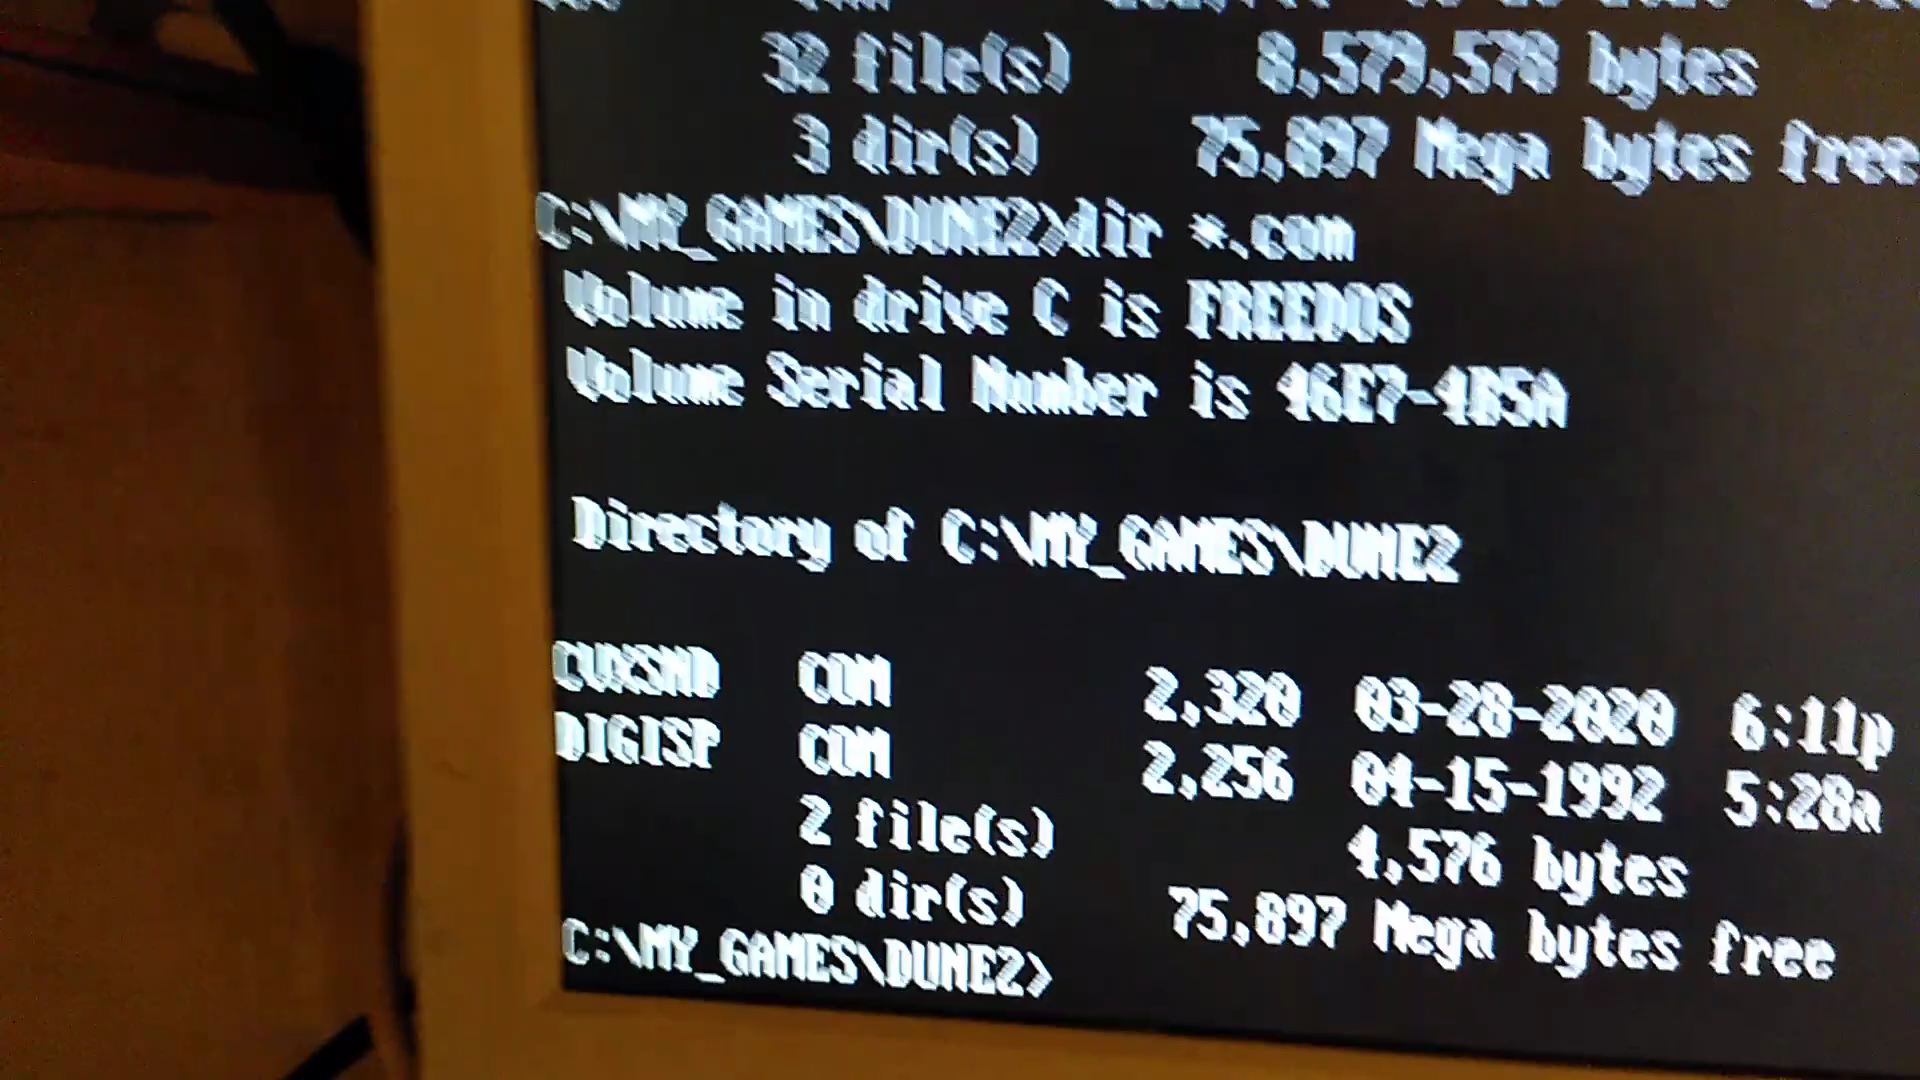 32 file(s) 8,579,578 bytes
3 dir(s) 75,897 Mega bytes free
C:\MY_GAMES\DUNE2>dir *.com
Volume in drive C is FREEDOS
Volume Serial Number is 46E7-4B5A
Directory of C:\MY_GAMES\DUNE2
COM 2,320 03-28-2020 6:11p
DIGISP COM 2,256 04-15-1992 5:28a
2 file(s) 4,576 bytes
0 dir(s) 75,897 Mega bytes free
C:\MY_GAMES\DUNE2>